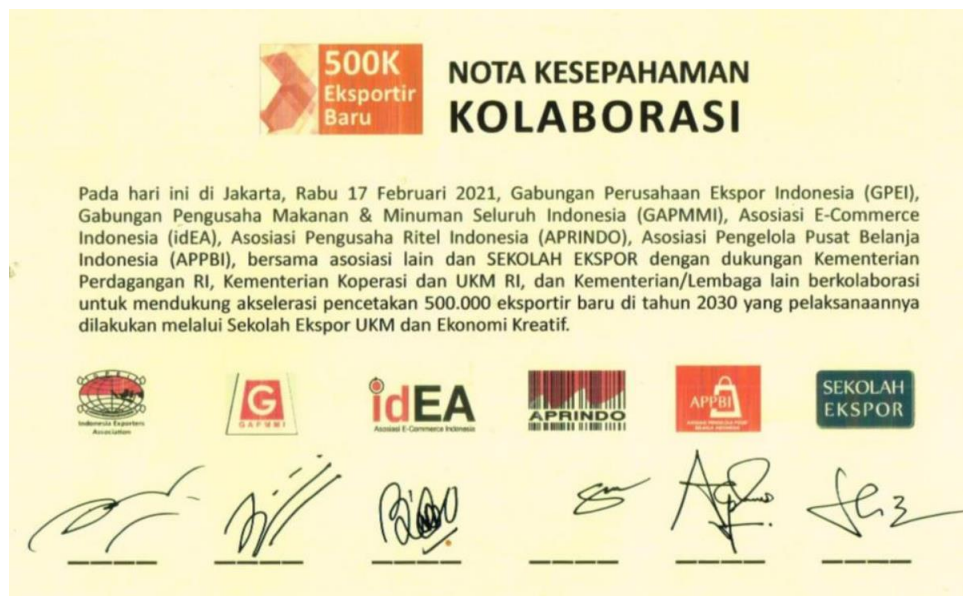 500K
Eksportir
Baru
NOTA KESEPAHAMAN
KOLABORASI
Pada hari ini di Jakarta, Rabu 17 Februari 2021, Gabungan Perusahaan Ekspor Indonesia (GPEI),
Gabungan Pengusaha Makanan & Minuman Seluruh Indonesia (GAPMMI), Asosiasi E-Commerce
Indonesia (idEA), Asosiasi Pengusaha Ritel Indonesia (APRINDO), Asosiasi Pengelola Pusat Belanja
Indonesia (APPBI), bersama asosiasi lain dan SEKOLAH EKSPOR dengan dukungan Kementerian
Perdagangan RI, Kementerian Koperasi dan UKM RI, dan Kementerian/Lembaga lain berkolaborasi
untuk mendukung akselerasi pencetakan 500.000 eksportir baru di tahun 2030 yang pelaksanaannya
dilakukan melalui Sekolah Ekspor UKM dan Ekonomi Kreatif.
Indonesia Exporters
Association
G
GAPMMI
idEA
Asosiasi E-Commerce Indonesia
APRINDO
APPBI
SEKOLAH
EKSPOR